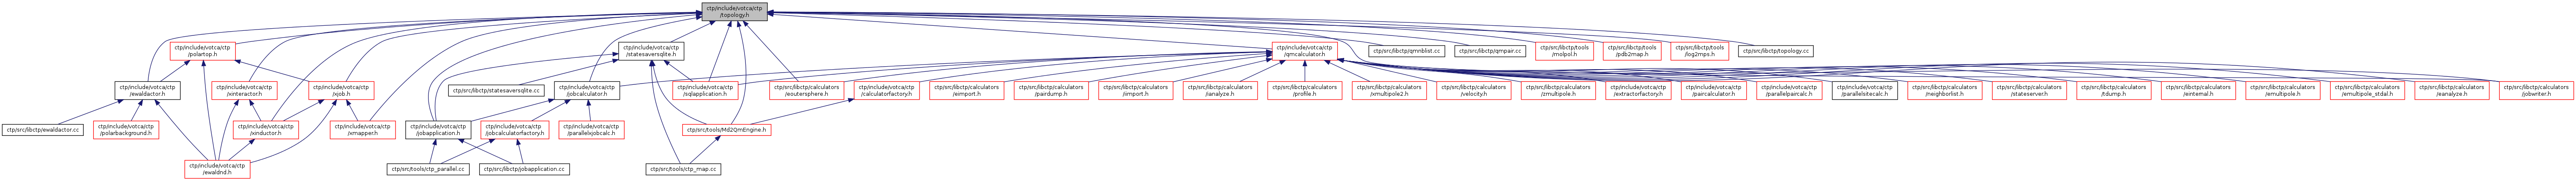 ctp/include/votca/ctp
/topology.h
ctp/include/votca/ctp
/polartop.h
ctp/include/votca/ctp
/statesaversqlite.h
ctp/include/votca/ctp
/qmcalculator.h
ctp/src/libctp/qmnblist.cc
ctp/src/libctp/qmpair.cc
ctp/src/libctp/tools
/molpol.h
ctp/src/libctp/tools
/pdb2map.h
ctp/src/libctp/tools
/log2mps.h
ctp/src/libctp/topology.cc
ctp/include/votca/ctp
/ewaldactor.h
ctp/include/votca/ctp
/xinteractor.h
ctp/include/votca/ctp
/xjob.h
ctp/src/libctp/statesaversqlite.cc
ctp/include/votca/ctp
/jobcalculator.h
ctp/include/votca/ctp
/sqlapplication.h
ctp/src/libctp/calculators
/eoutersphere.h
ctp/include/votca/ctp
/calculatorfactory.h
ctp/src/libctp/calculators
/eimport.h
ctp/src/libctp/calculators
/pairdump.h
ctp/src/libctp/calculators
/iimport.h
ctp/src/libctp/calculators
/ianalyze.h
ctp/src/libctp/calculators
/profile.h
ctp/src/libctp/calculators
/xmultipole2.h
ctp/src/libctp/calculators
/velocity.h
ctp/src/libctp/calculators
/zmultipole.h
ctp/include/votca/ctp
/extractorfactory.h
ctp/include/votca/ctp
/paircalculator.h
ctp/include/votca/ctp
/parallelpaircalc.h
ctp/include/votca/ctp
/parallelsitecalc.h
ctp/src/libctp/calculators
/neighborlist.h
ctp/src/libctp/calculators
/stateserver.h
ctp/src/libctp/calculators
/tdump.h
ctp/src/libctp/calculators
/einternal.h
ctp/src/libctp/calculators
/emultipole.h
ctp/src/libctp/calculators
/emultipole_stdal.h
ctp/src/libctp/calculators
/eanalyze.h
ctp/src/libctp/calculators
/jobwriter.h
ctp/src/libctp/ewaldactor.cc
ctp/include/votca/ctp
/polarbackground.h
ctp/include/votca/ctp
/xinductor.h
ctp/include/votca/ctp
/xmapper.h
ctp/include/votca/ctp
/jobapplication.h
ctp/include/votca/ctp
/jobcalculatorfactory.h
ctp/include/votca/ctp
/parallelxjobcalc.h
ctp/src/tools/Md2QmEngine.h
ctp/include/votca/ctp
/ewaldnd.h
ctp/src/tools/ctp_parallel.cc
ctp/src/libctp/jobapplication.cc
ctp/src/tools/ctp_map.cc